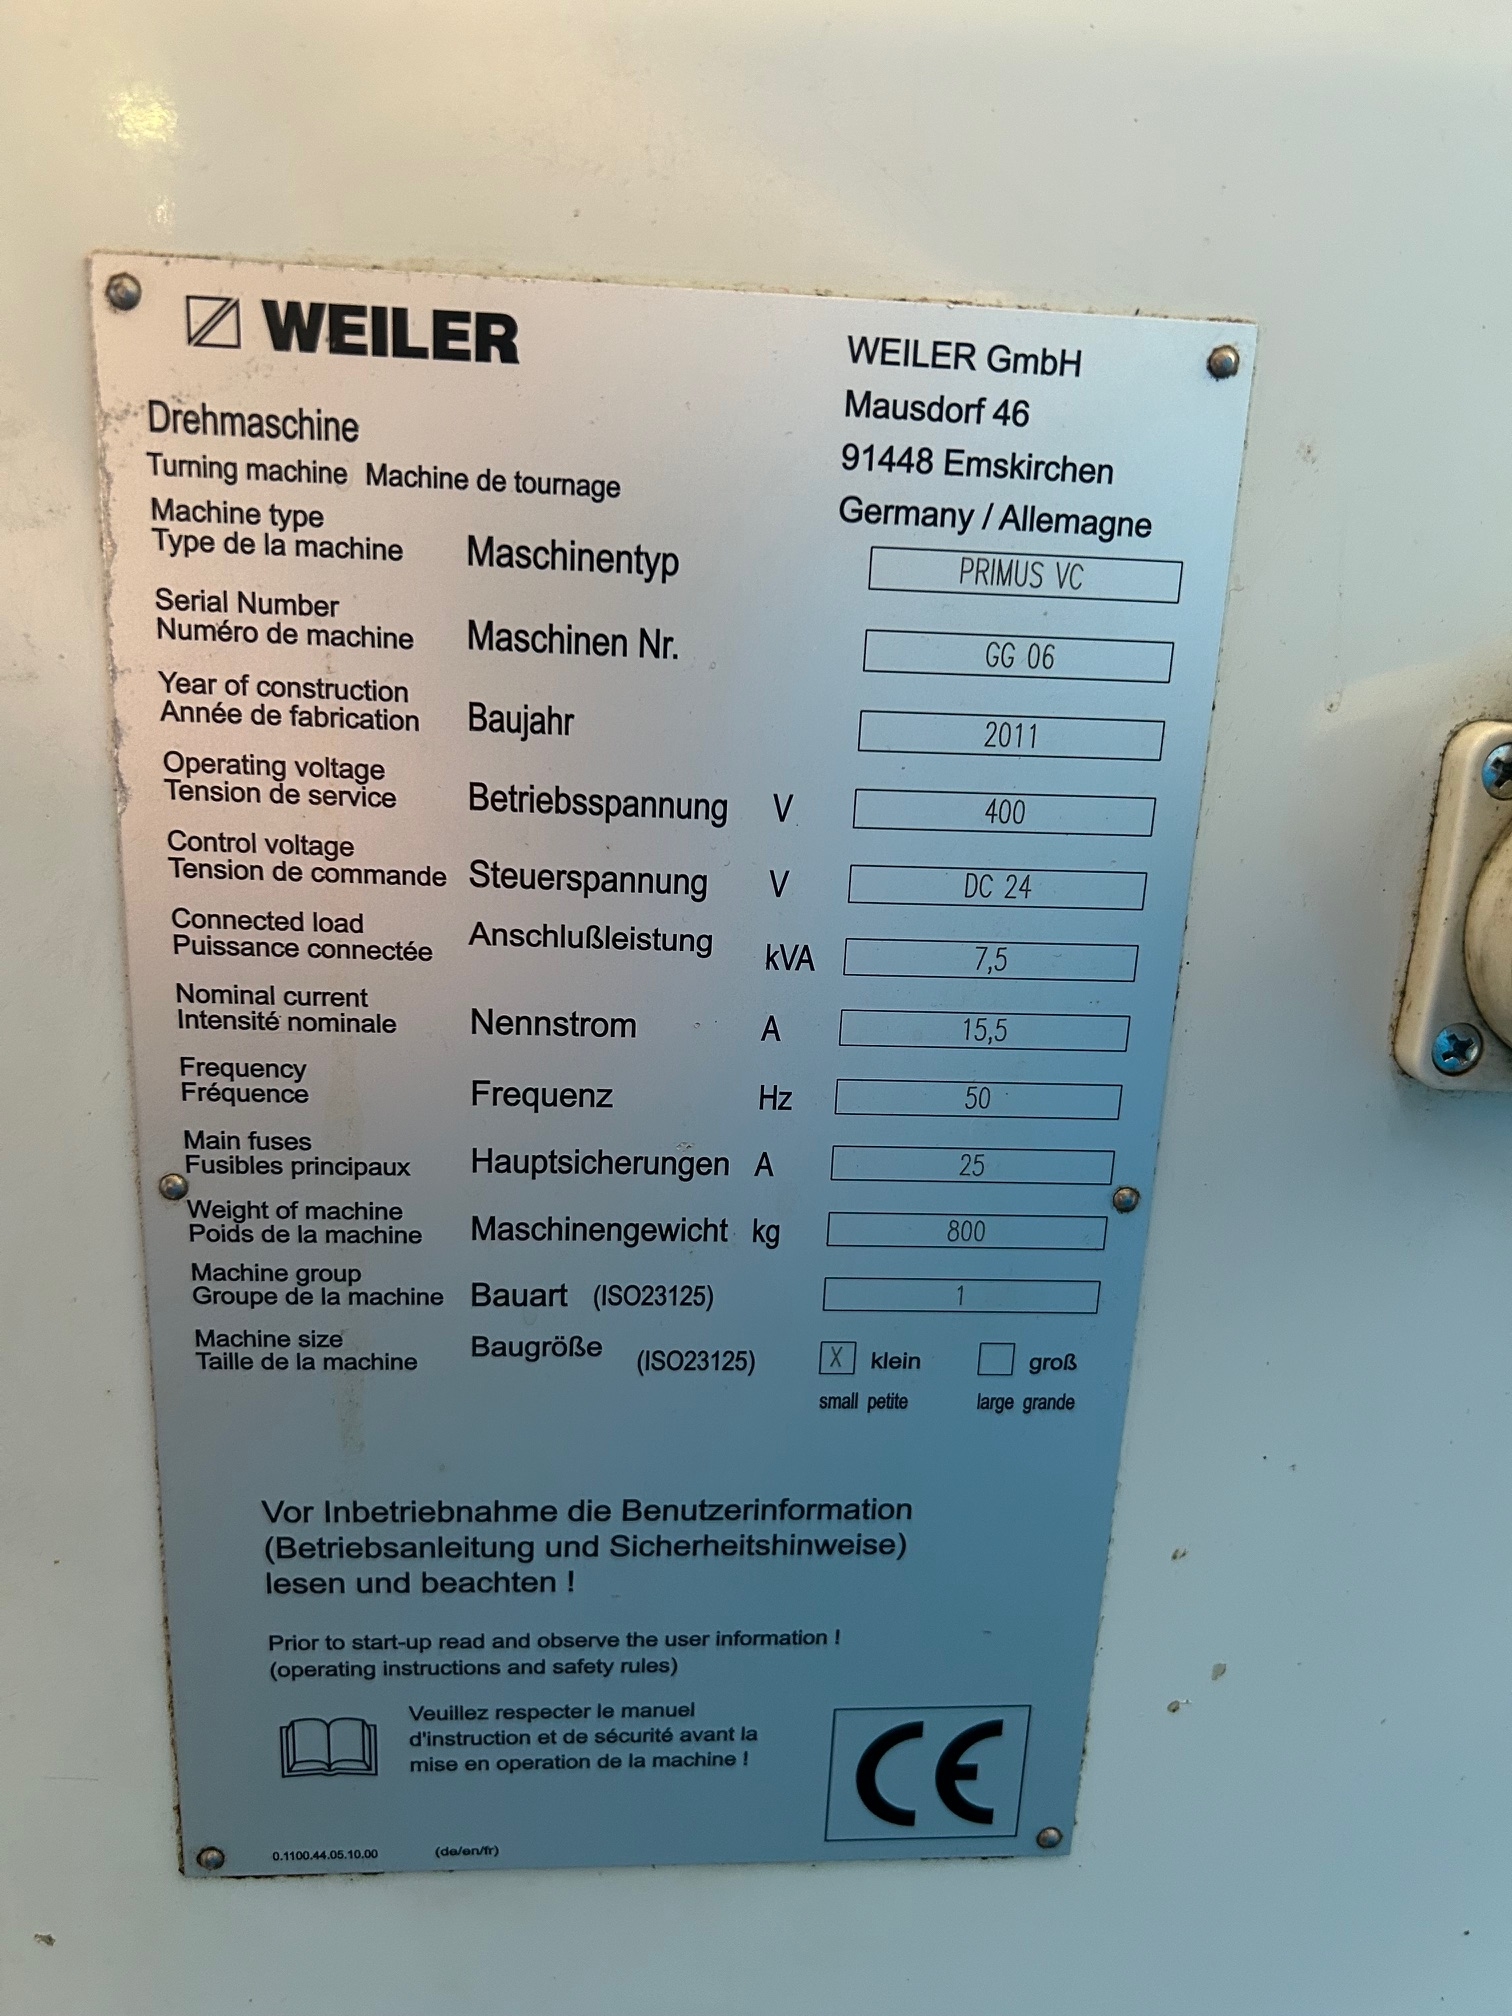 WEILER
WEILER GmbH
Mausdorf 46
91448 Emskirchen
Germany / Allemagne
Drehmaschine
Turning machine Machine de tournage
Machine type
Type de la machine Maschinentyp PRIMUS VC
Serial Number
Numéro de machine Maschinen Nr. GG 06
Year of construction
Année de fabrication Baujahr 2011
Operating voltage
Tension de service Betriebsspannung V 400
Control voltage
Tension de commande Steuerspannung V DC 24
Connected load
Puissance connectée Anschlußleistung kVA 7,5
Nominal current
Intensité nominale Nennstrom A 15,5
Frequency
Fréquence Frequenz Hz 50
Main fuses
Fusibles principaux Hauptsicherungen A 25
Weight of machine
Poids de la machine Maschinengewicht kg 800
Machine group
Groupe de la machine Bauart (ISO23125) 1
Machine size
Taille de la machine Baugröße (ISO23125) X klein groß
small petite large grande
Vor Inbetriebnahme die Benutzerinformation
(Betriebsanleitung und Sicherheitshinweise)
lesen und beachten !
Prior to start-up read and observe the user information !
(operating instructions and safety rules)
Veuillez respecter le manuel
d'instruction et de sécurité avant la
mise en operation de la machine !
CE
0.1100.44.05.10.00 (de/en/fr)